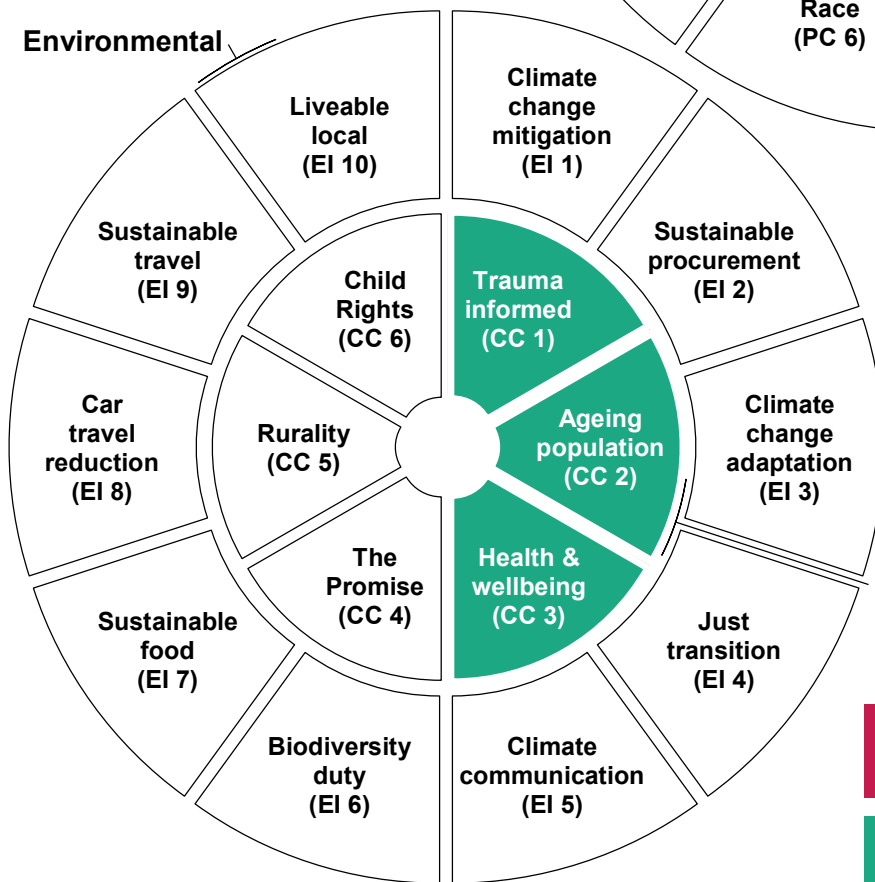 Race
(PC 6)
Environmental
Liveable
local
(EI 10)
Climate
change
mitigation
(EI 1)
Sustainable
procurement
(EI 2)
Climate
change
adaptation
(EI 3)
Just
transition
(EI 4)
Climate
communication
(EI 5)
Biodiversity
duty
(EI 6)
Sustainable
food
(EI 7)
Car
travel
reduction
(EI 8)
Sustainable
travel
(EI 9)
Trauma
informed
(CC 1)
Ageing
population
(CC 2)
Health &
wellbeing
(CC 3)
The
Promise
(CC 4)
Rurality
(CC 5)
Child
Rights
(CC 6)